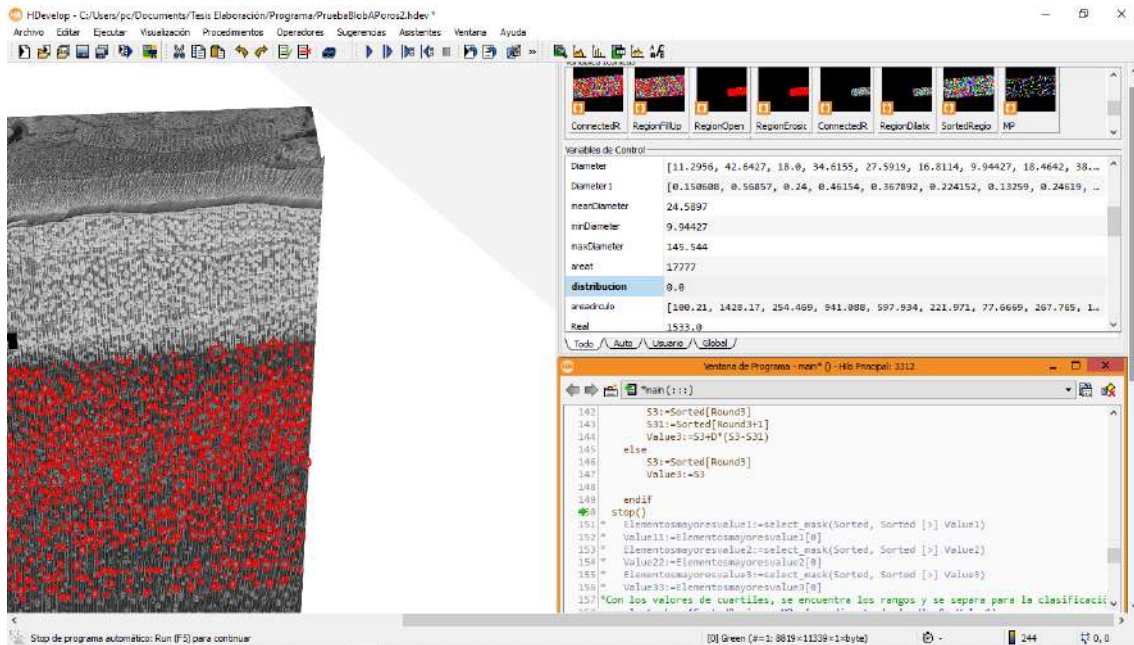 HDevelop - C:/Users/pc/Documents/Tesis Elaboración/Programa/PruebaBlobAPoros2.hdev *
Archivo Editar Ejecutar Visualización Procedimientos Operadores Sugerencias Asistentes Ventana Ayuda
ConnectedR RegionFillUp RegionOpen RegionErosic ConnectedR RegionDilatic SortedRegio MP
Variables de Control
Diameter [11.2956, 42.6427, 18.0, 34.6155, 27.5919, 16.8114, 9.94427, 18.4642, 38...
Diameter1 [0.150608, 0.56857, 0.24, 0.46154, 0.367892, 0.224152, 0.13259, 0.24619, ...
meanDiameter 24.5897
minDiameter 9.94427
maxDiameter 145.544
areat 17777
distribucion 0.0
areacirculo [100.21, 1428.17, 254.469, 941.088, 597.934, 221.971, 77.6669, 267.765, 1...
Real 1533.0
Todo Auto Usuario Global
Ventana de Programa - main* () - Hilo Principal: 3312
*main(:::)
142 S3:=Sorted[Round3]
143 S31:=Sorted[Round3+1]
144 Value3:=S3+D*(S3-S31)
145 else
146 S3:=Sorted[Round3]
147 Value3:=S3
148
149 endif
stop()
151 * Elementosmayoresvalue1:=select_mask(Sorted, Sorted [>] Value1)
152 * Value11:=Elementosmayoresvalue1[0]
153 * Elementosmayoresvalue2:=select_mask(Sorted, Sorted [>] Value2)
154 * Value22:=Elementosmayoresvalue2[0]
155 * Elementosmayoresvalue3:=select_mask(Sorted, Sorted [>] Value3)
156 * Value33:=Elementosmayoresvalue3[0]
157 *Con los valores de cuartiles, se encuentra los rangos y se separa para la clasificació
Stop de programa automático: Run (F5) para continuar
[0] Green (#=1: 8819×11339×1×byte) - 244 0, 0